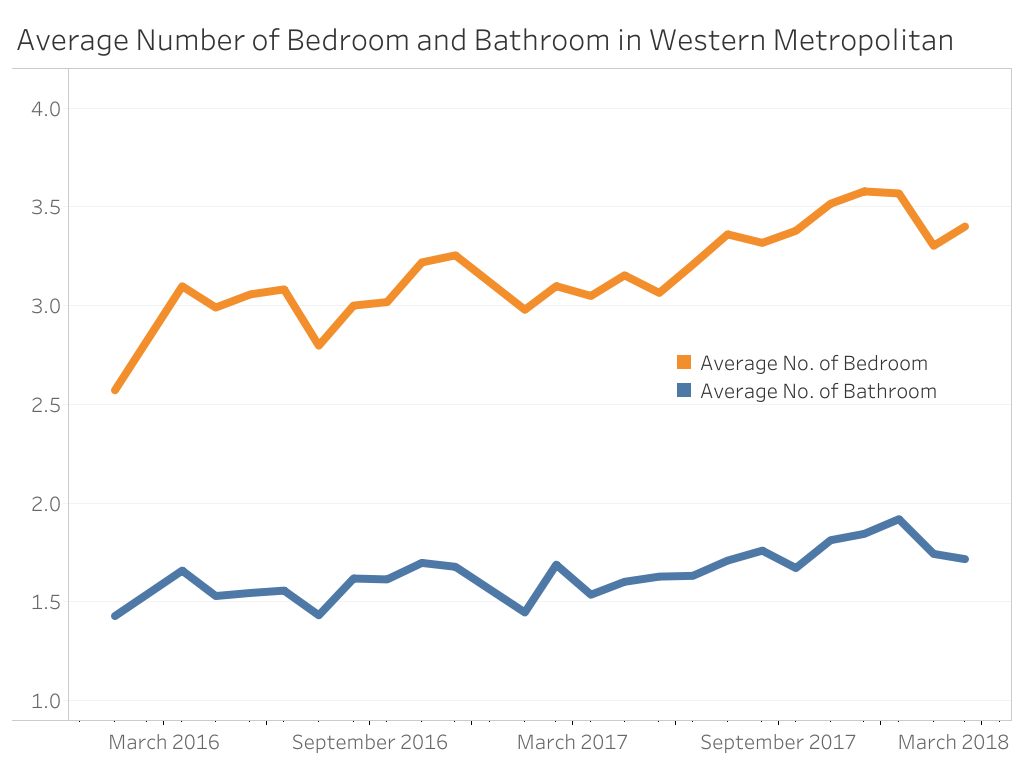 Average Number of Bedroom and Bathroom in Western Metropolitan
4.0
3.5
3.0
Average No. of Bedroom
Average No. of Bathroom
2.5
2.0
1.5
1.0
March 2016 September 2016 March 2017 September 2017 March 2018